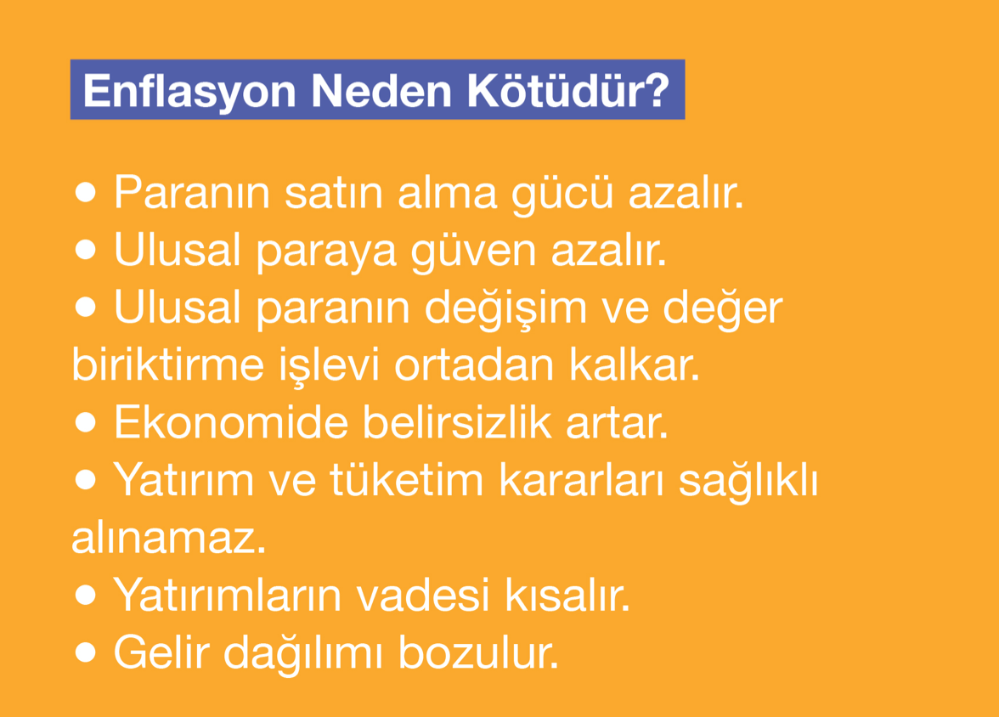 Enflasyon Neden Kötüdür?
● Paranın satın alma gücü azalır.
● Ulusal paraya güven azalır.
● Ulusal paranın değişim ve değer
biriktirme işlevi ortadan kalkar.
● Ekonomide belirsizlik artar.
● Yatırım ve tüketim kararları sağlıklı
alınamaz.
● Yatırımların vadesi kısalır.
● Gelir dağılımı bozulur.